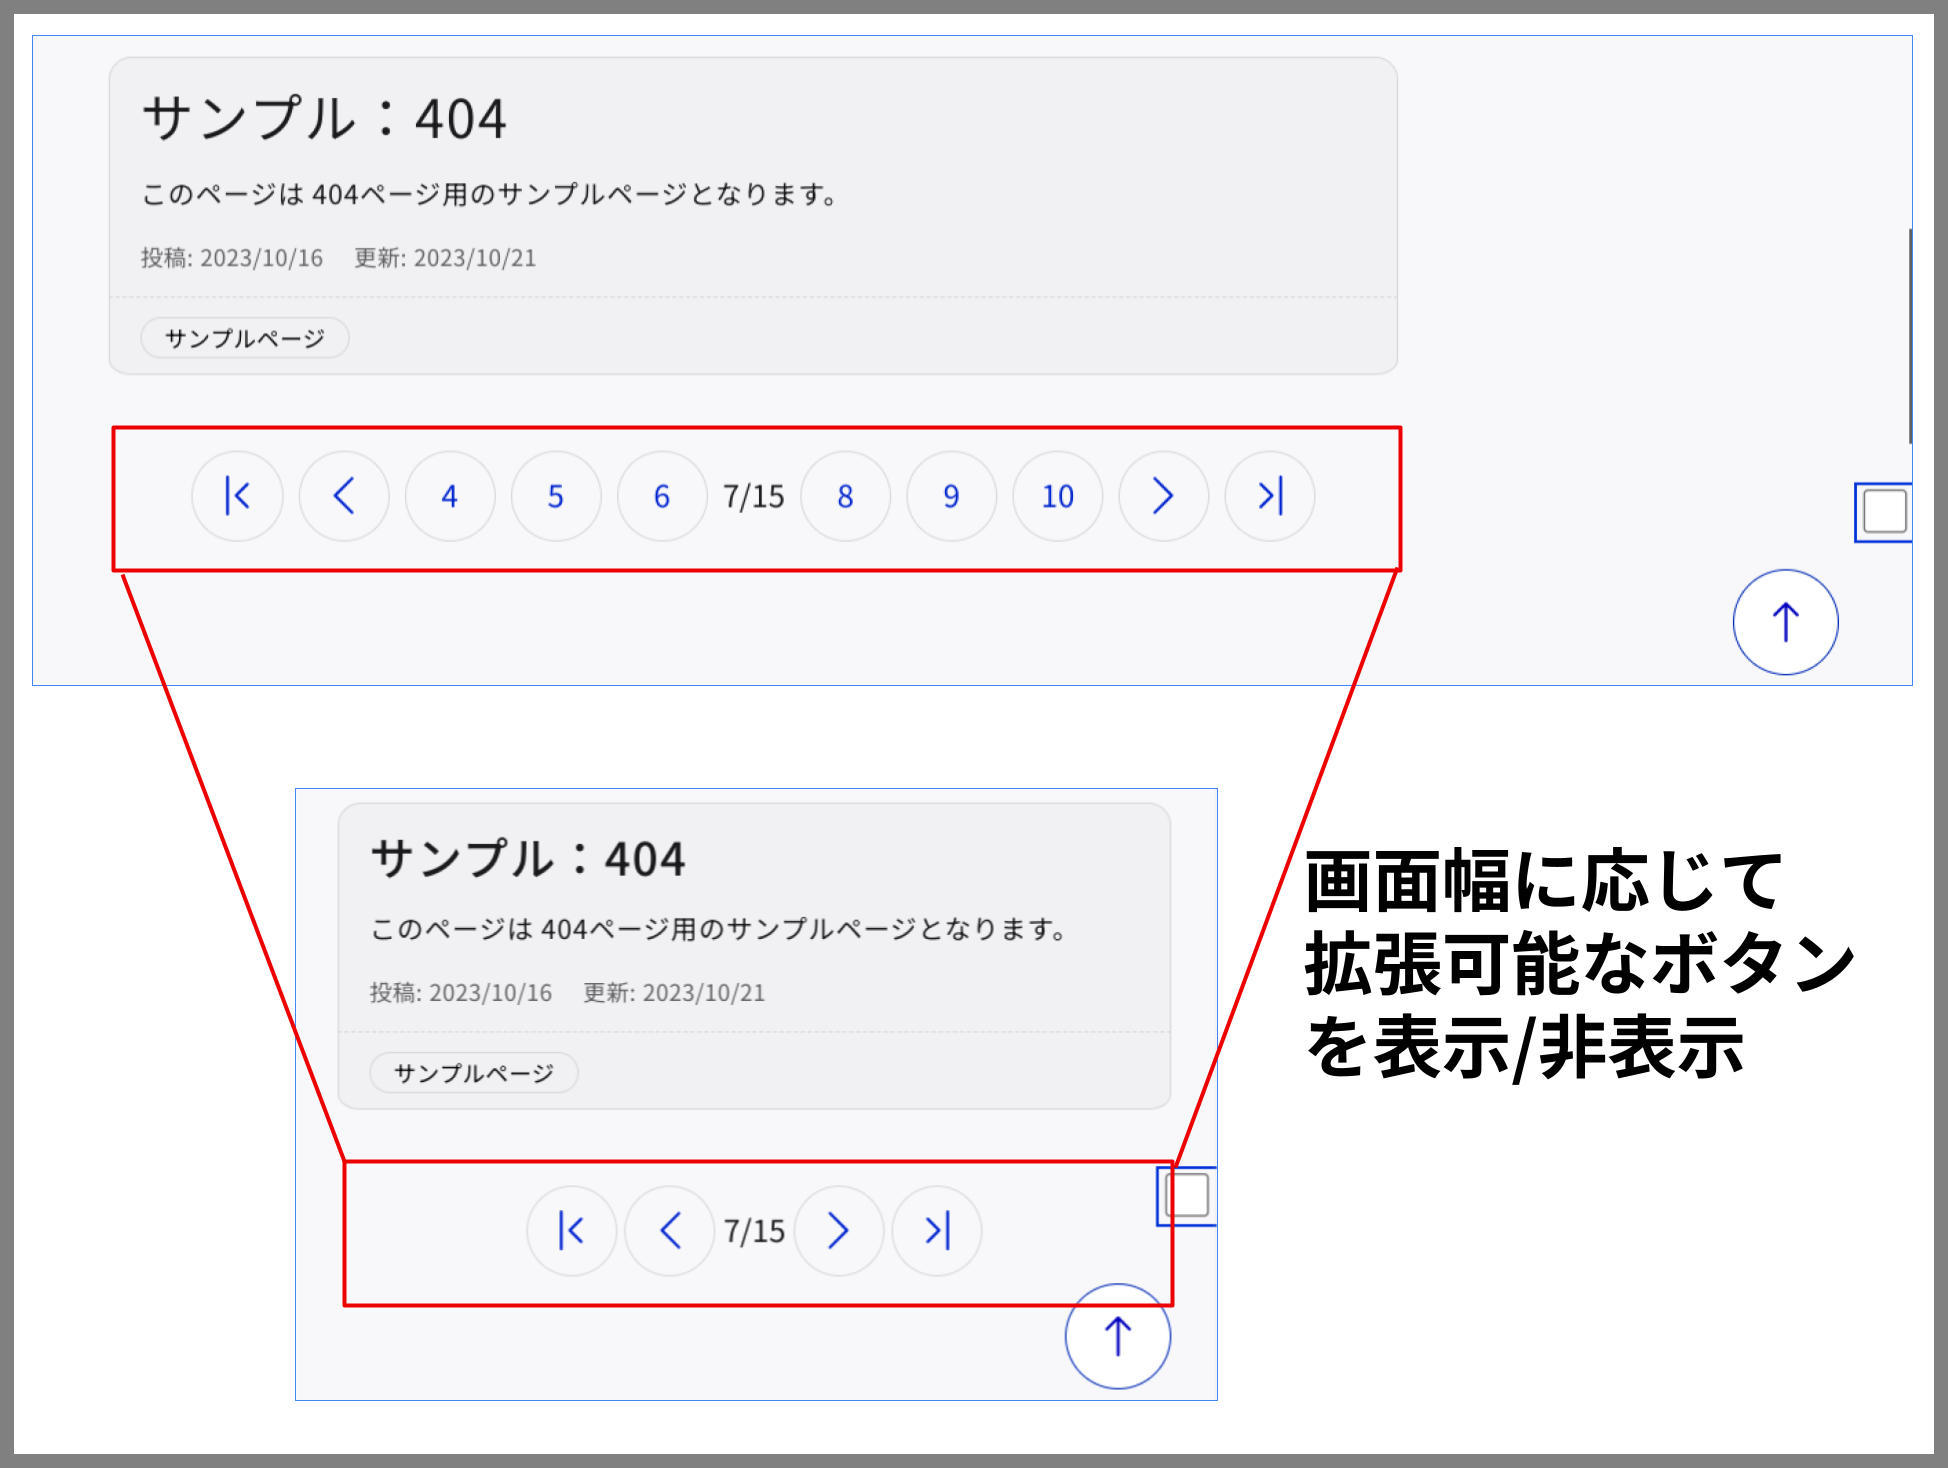 サンプル：404
このページは 404ページ用のサンプルページとなります。
投稿: 2023/10/16 更新: 2023/10/21
サンプルページ
4 5 6 7/15 8 9 10
サンプル：404
このページは 404ページ用のサンプルページとなります。
投稿: 2023/10/16 更新: 2023/10/21
サンプルページ
7/15
画面幅に応じて
拡張可能なボタン
を表示/非表示